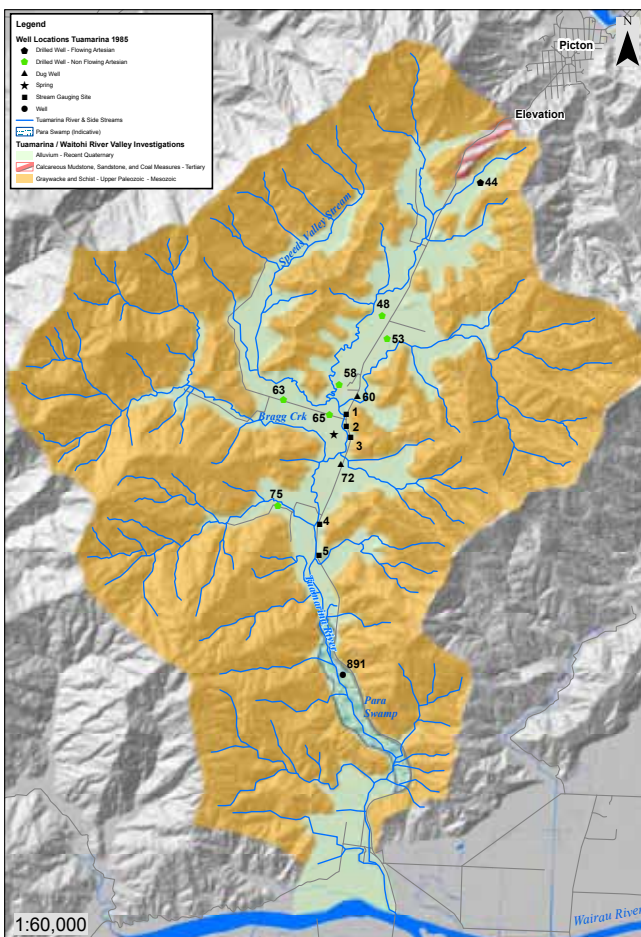 Legend
Well Locations Tuamarina 1985
Drilled Well - Flowing Artesian
Drilled Well - Non Flowing Artesian
Dug Well
Spring
Stream Gauging Site
Well
Tuamarina River & Side Streams
Para Swamp (Indicative)
Tuamarina / Waitohi River Valley Investigations
Alluvium - Recent Quaternary
Calcareous Mudstone, Sandstone, and Coal Measures - Tertiary
Graywacke and Schist - Upper Paleozoic - Mesozoic
N
Picton
Elevation
44
Speeds Valley Stream
48
53
58
63
60
65
1
Bragg Crk
2
3
72
75
4
5
Tuamarina River
891
Para
Swamp
1:60,000
Wairau River